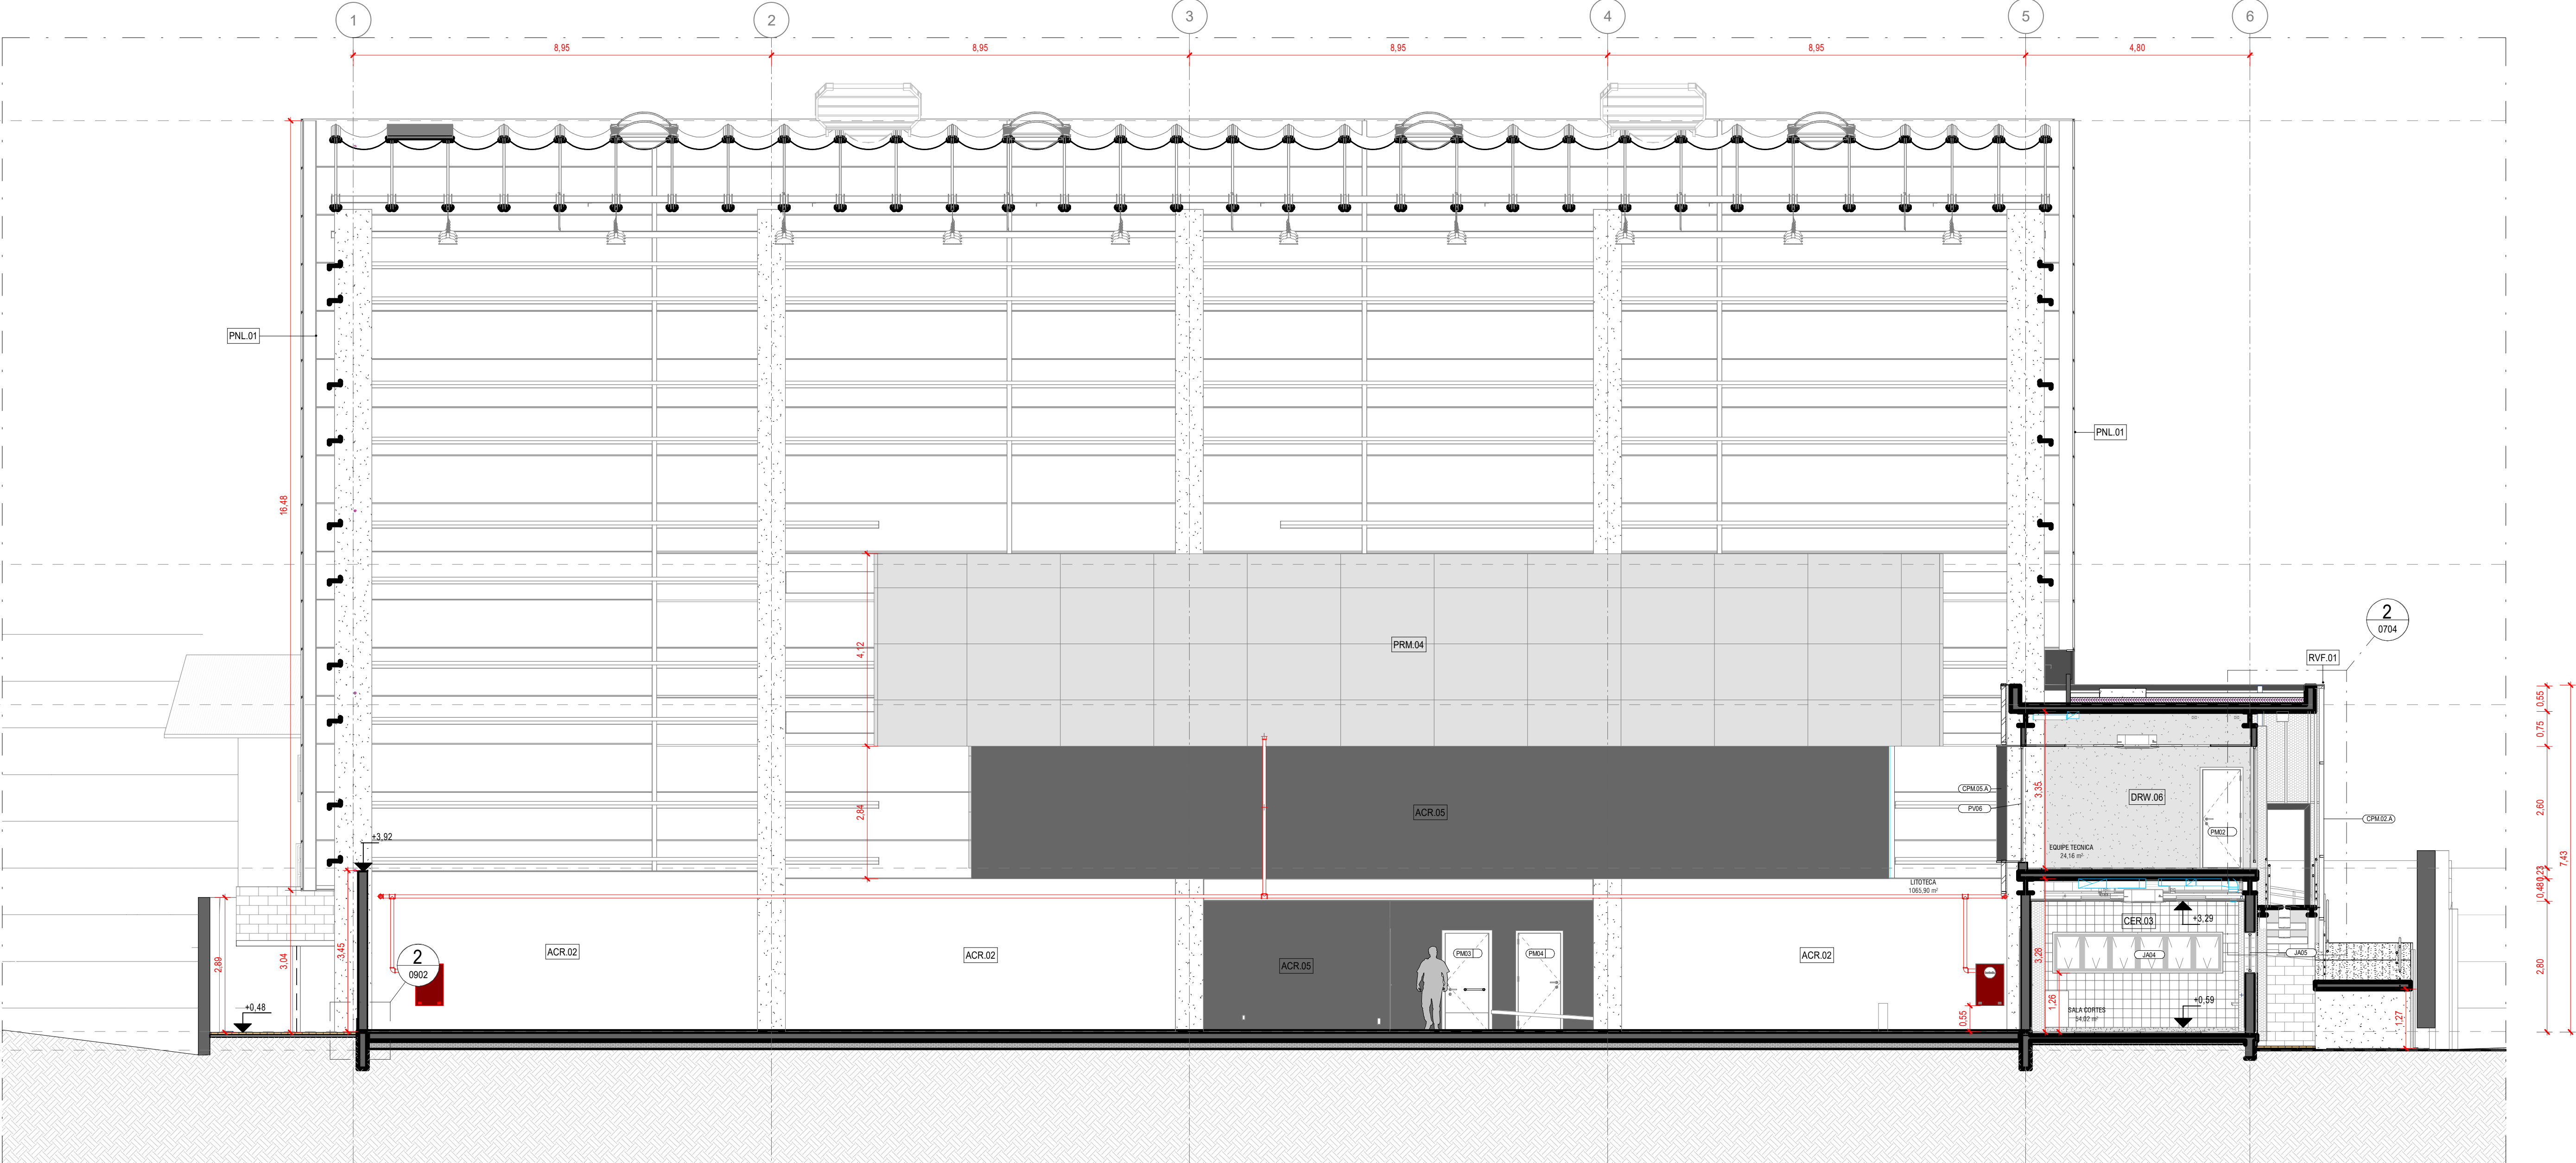 1
2
3
4
5
6
8,95
8,95
8,95
8,95
4,80
PNL.01
16,48
PNL.01
4,12
PRM.04
2
0704
RVF.01
0,55
0,75
2,84
ACR.05
CPM.05.A
PV06
3,35
DRW.06
PM02
EQUIPE TECNICA
24,16 m²
CPM.02.A
2,60
7,43
+3,92
LITOTECA
1065,90 m²
0,23
0,48
2,89
3,04
3,45
+0,48
2
0902
ACR.02
ACR.02
ACR.05
PM03
PM04
ACR.02
0,55
3,28
1,26
CER.03
+3,29
JA04
JA05
+0,59
SALA CORTES
54,02 m²
1,27
2,80